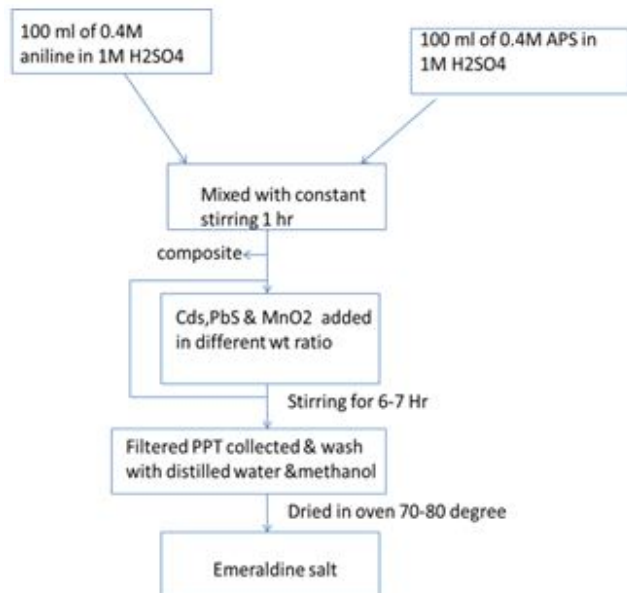 100 ml of 0.4M
aniline in 1M H2SO4
100 ml of 0.4M APS in
1M H2SO4
Mixed with constant
stirring 1 hr
composite
Cds,PbS & MnO2 added
in different wt ratio
Stirring for 6-7 Hr
Filtered PPT collected & wash
with distilled water &methanol
Dried in oven 70-80 degree
Emeraldine salt